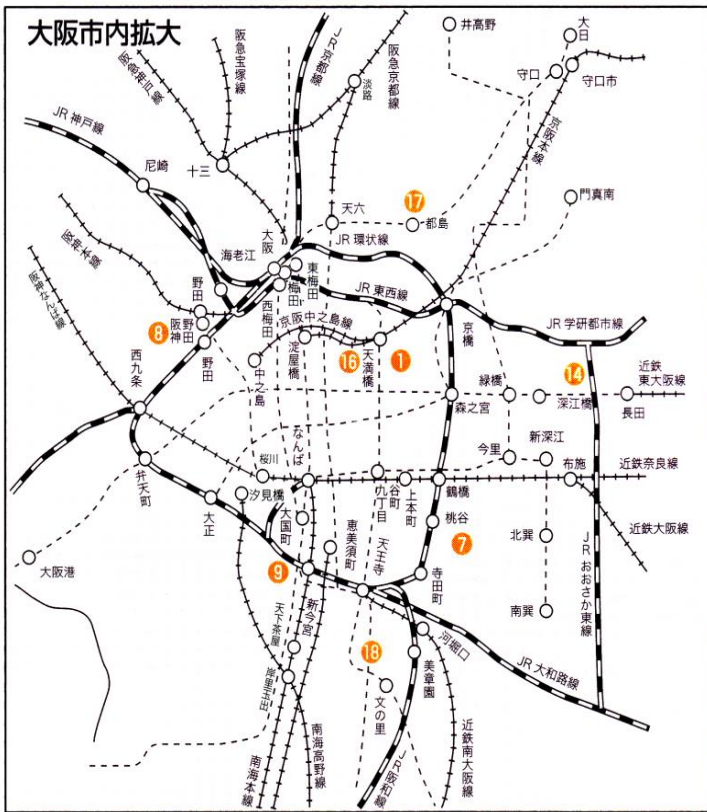 大阪市内拡大
阪急神戸線
阪急宝塚線
JR京都線
阪急京都線
淡路
井高野
大日
守口
守口市
京阪本線
JR神戸線
尼崎
十三
門真南
天六
17
都島
JR環状線
大阪
海老江
阪神本線
阪神なんば線
野田
東梅田
梅田
西梅田
JR東西線
8
阪神野田
野田
京阪中之島線
淀屋橋
16
天満橋
1
京橋
JR学研都市線
14
西九条
中之島
緑橋
近鉄東大阪線
森之宮
深江橋
長田
なんば
新深江
今里
桜川
近鉄奈良線
布施
弁天町
汐見橋
谷町九丁目
上本町
鶴橋
大正
大国町
恵美須町
天王寺
桃谷
近鉄大阪線
7
北巽
JRおおさか東線
大阪港
9
寺田町
新今宮
天下茶屋
南巽
河堀口
18
岸里玉出
美章園
JR大和路線
文の里
南海本線
南海高野線
JR阪和線
近鉄南大阪線